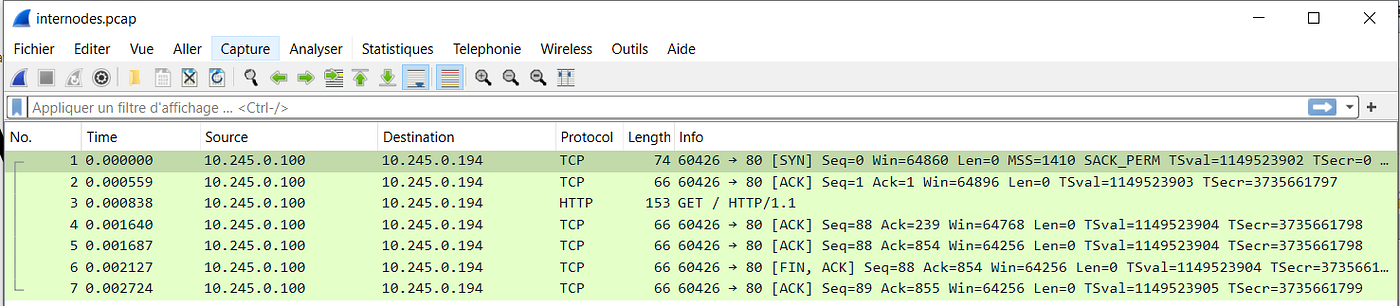 internodes.pcap
Fichier Editer Vue Aller Capture Analyser Statistiques Telephonie Wireless Outils Aide
Appliquer un filtre d'affichage … <Ctrl-/>
No. Time Source Destination Protocol Length Info
1 0.000000 10.245.0.100 10.245.0.194 TCP 74 60426 → 80 [SYN] Seq=0 Win=64860 Len=0 MSS=1410 SACK_PERM TSval=1149523902 TSecr=0 …
2 0.000559 10.245.0.100 10.245.0.194 TCP 66 60426 → 80 [ACK] Seq=1 Ack=1 Win=64896 Len=0 TSval=1149523903 TSecr=3735661797
3 0.000838 10.245.0.100 10.245.0.194 HTTP 153 GET / HTTP/1.1
4 0.001640 10.245.0.100 10.245.0.194 TCP 66 60426 → 80 [ACK] Seq=88 Ack=239 Win=64768 Len=0 TSval=1149523904 TSecr=3735661798
5 0.001687 10.245.0.100 10.245.0.194 TCP 66 60426 → 80 [ACK] Seq=88 Ack=854 Win=64256 Len=0 TSval=1149523904 TSecr=3735661798
6 0.002127 10.245.0.100 10.245.0.194 TCP 66 60426 → 80 [FIN, ACK] Seq=88 Ack=854 Win=64256 Len=0 TSval=1149523904 TSecr=3735661…
7 0.002724 10.245.0.100 10.245.0.194 TCP 66 60426 → 80 [ACK] Seq=89 Ack=855 Win=64256 Len=0 TSval=1149523905 TSecr=3735661799